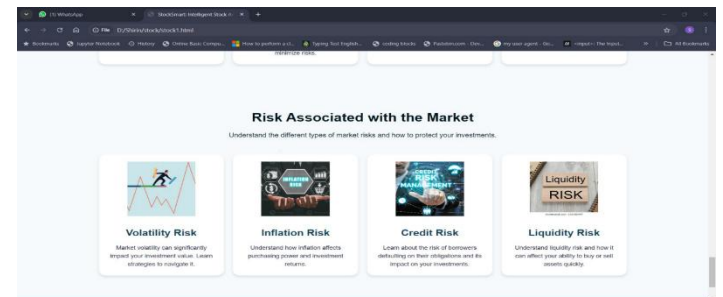 (1) WhatsApp
StockSmart: Intelligent Stock A
File D:/Shirin/stock/stock1.html
Bookmarks Jupyter Notebook History Online Basic Compu... How to perform a cl... Typing Test English... coding blocks my user agent - Go... All Bookmarks
minimize risks.
Risk Associated with the Market
Understand the different types of market risks and how to protect your investments.
INFLATION
RISK
CREDIT
RISK
MANAGEMENT
Liquidity
RISK
Volatility Risk
Market volatility can significantly
impact your investment value. Learn
strategies to navigate it.
Inflation Risk
Understand how inflation affects
purchasing power and investment
returns.
Credit Risk
Learn about the risk of borrowers
defaulting on their obligations and its
impact on your investments.
Liquidity Risk
Understand liquidity risk and how it
can affect your ability to buy or sell
assets quickly.